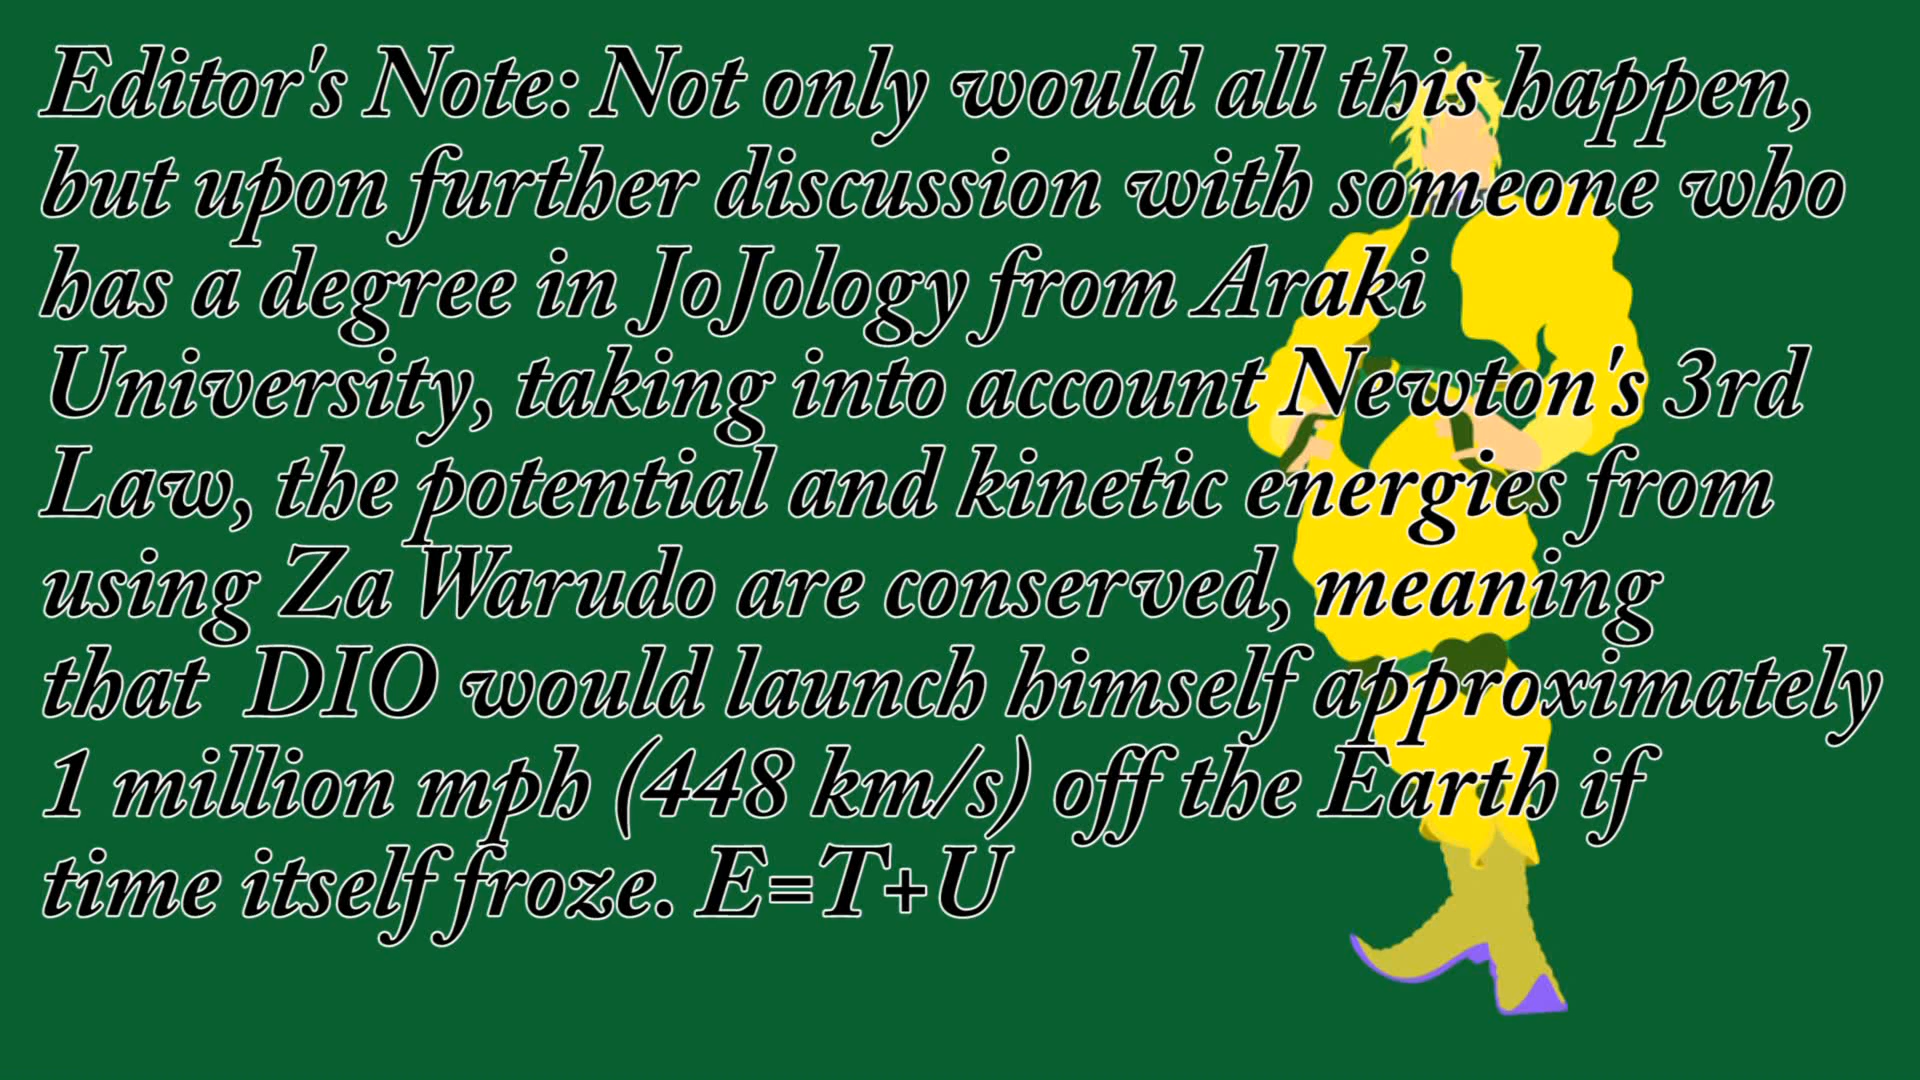 Editor's Note: Not only would all this happen,
but upon further discussion with someone who
has a degree in JoJology from Araki
University, taking into account Newton's 3rd
Law, the potential and kinetic energies from
using Za Warudo are conserved, meaning
that  DIO would launch himself approximately
1 million mph (448 km/s) off the Earth if
time itself froze. E=T+U